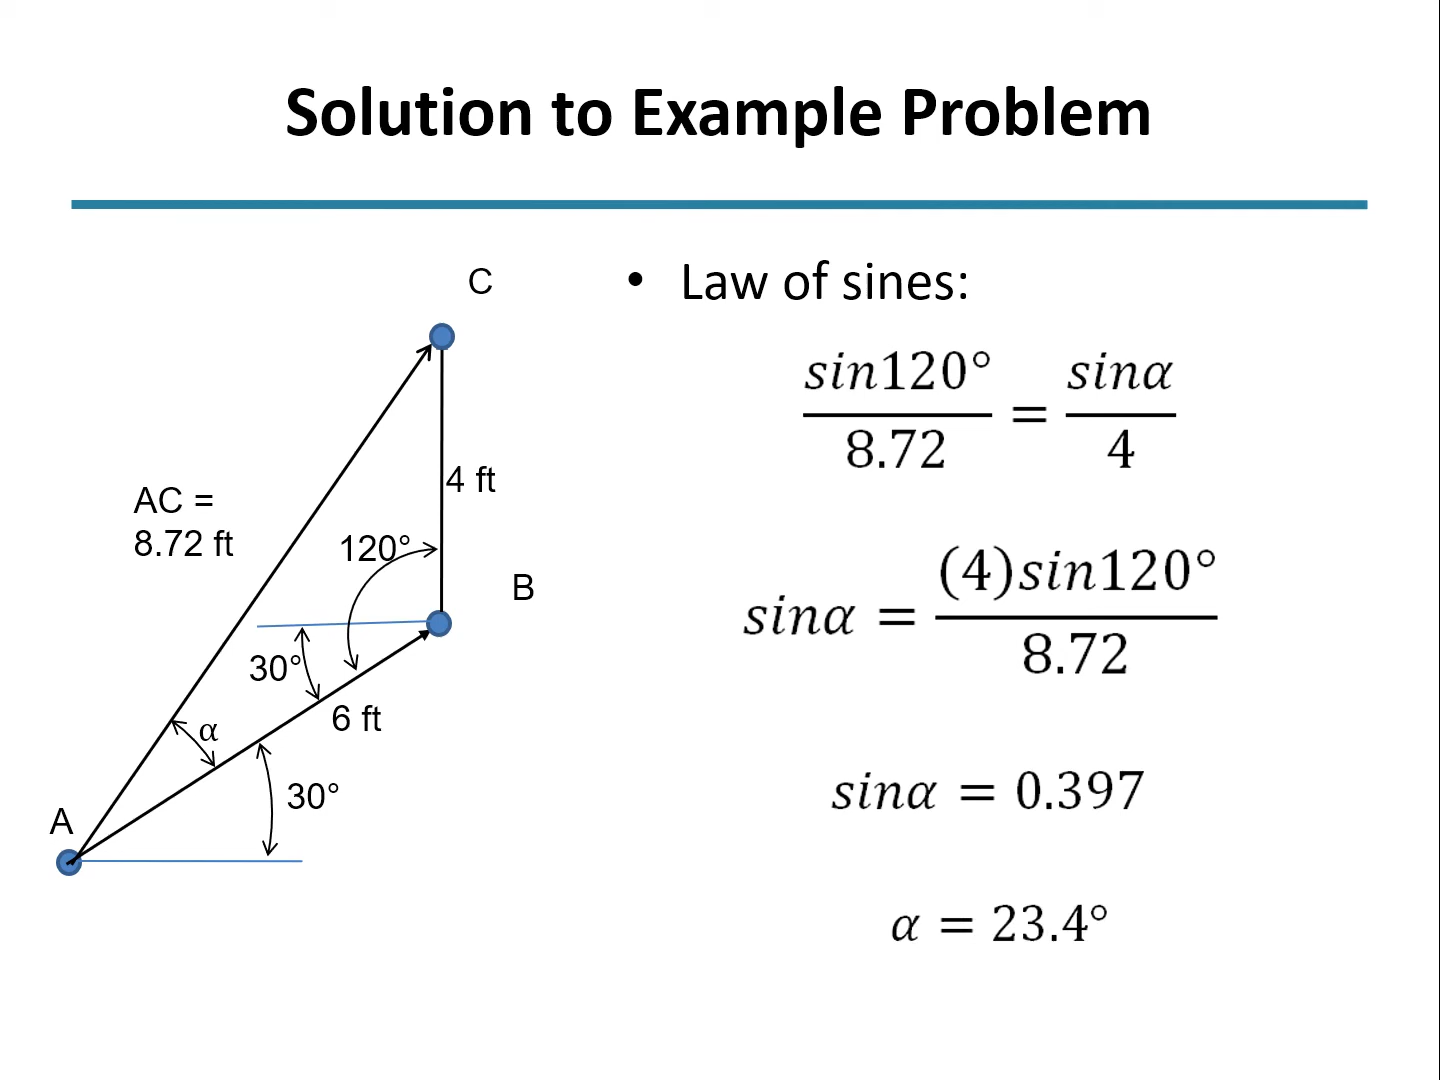 Solution to Example Problem
C
• Law of sines:
sin120° / 8.72 = sinα / 4
4 ft
AC =
8.72 ft
120°
B
sinα = (4)sin120° / 8.72
30°
6 ft
α
30°
sinα = 0.397
A
α = 23.4°